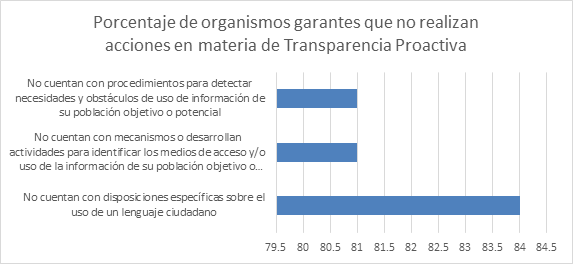 Porcentaje de organismos garantes que no realizan
acciones en materia de Transparencia Proactiva
No cuentan con procedimientos para detectar
necesidades y obstáculos de uso de información de
su población objetivo o potencial
No cuentan con mecanismos o desarrollan
actividades para identificar los medios de acceso y/o
uso de la información de su población objetivo o...
No cuentan con disposiciones específicas sobre el
uso de un lenguaje ciudadano
79.5 80 80.5 81 81.5 82 82.5 83 83.5 84 84.5